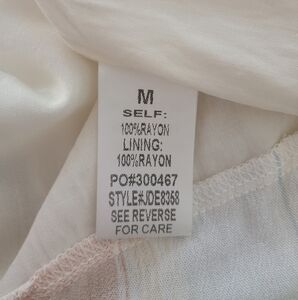 M
SELF:
100%RAYON
LINING:
100%RAYON
PO#300467
STYLE#JDE8358
SEE REVERSE
FOR CARE